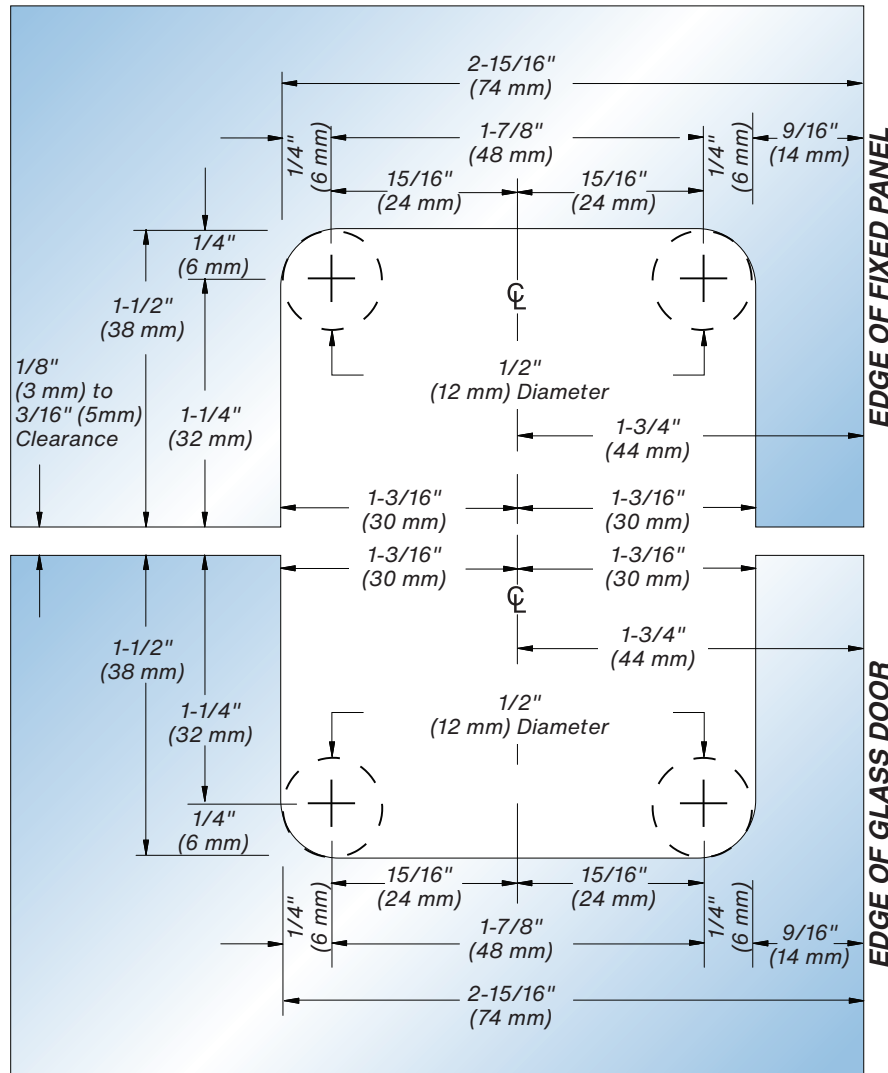 2-15/16"
(74 mm)
1/4"
(6 mm)
1-7/8"
(48 mm)
1/4"
(6 mm)
9/16"
(14 mm)
15/16"
(24 mm)
15/16"
(24 mm)
EDGE OF FIXED PANEL
1/4"
(6 mm)
1-1/2"
(38 mm)
℄
1/8"
(3 mm) to
3/16" (5mm)
Clearance
1-1/4"
(32 mm)
1/2"
(12 mm) Diameter
1-3/4"
(44 mm)
1-3/16"
(30 mm)
1-3/16"
(30 mm)
1-3/16"
(30 mm)
1-3/16"
(30 mm)
℄
1-1/2"
(38 mm)
1-3/4"
(44 mm)
1-1/4"
(32 mm)
1/2"
(12 mm) Diameter
EDGE OF GLASS DOOR
1/4"
(6 mm)
15/16"
(24 mm)
15/16"
(24 mm)
1/4"
(6 mm)
1-7/8"
(48 mm)
1/4"
(6 mm)
9/16"
(14 mm)
2-15/16"
(74 mm)